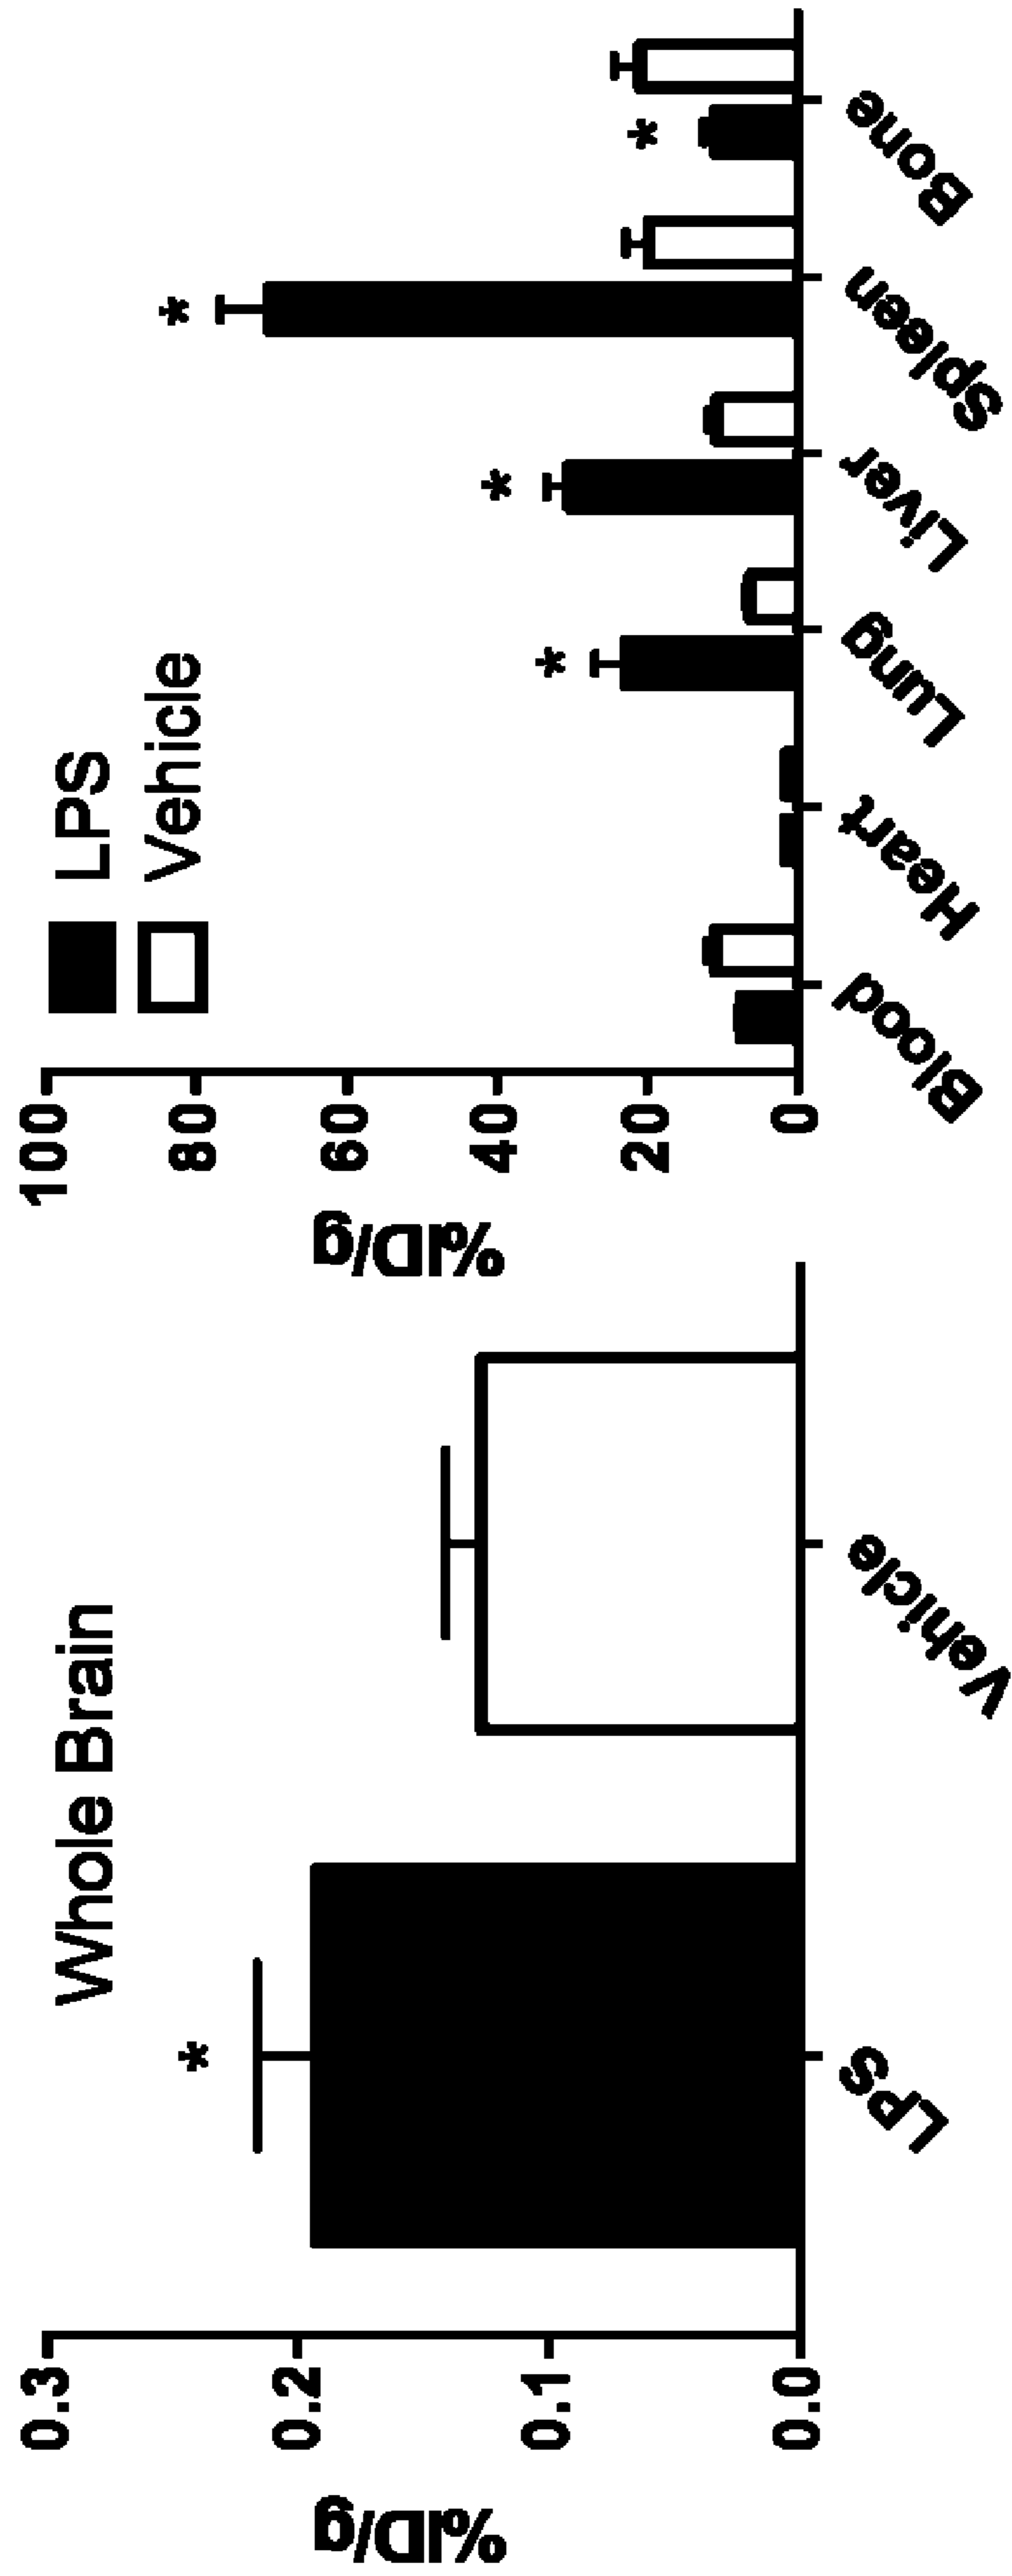 Whole Brain
%ID/g
0.3
0.2
0.1
0.0
*
LPS
Vehicle
%ID/g
100
80
60
40
20
0
LPS
Vehicle
*
*
*
*
Blood
Heart
Lung
Liver
Spleen
Bone